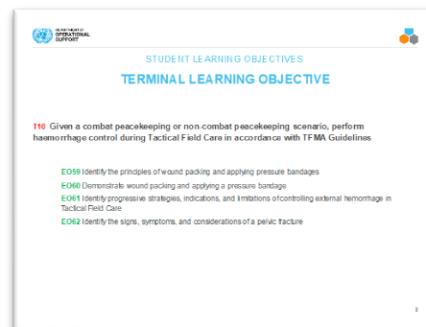 DEPARTMENT OF
OPERATIONAL
SUPPORT
STUDENT LEARNING OBJECTIVES
TERMINAL LEARNING OBJECTIVE
T10 Given a combat peacekeeping or non-combat peacekeeping scenario, perform
haemorrhage control during Tactical Field Care in accordance with TFMA Guidelines
EO59 Identify the principles of wound packing and applying pressure bandages
EO60 Demonstrate wound packing and applying a pressure bandage
EO61 Identify progressive strategies, indications, and limitations of controlling external hemorrhage in
Tactical Field Care
EO62 Identify the signs, symptoms, and considerations of a pelvic fracture